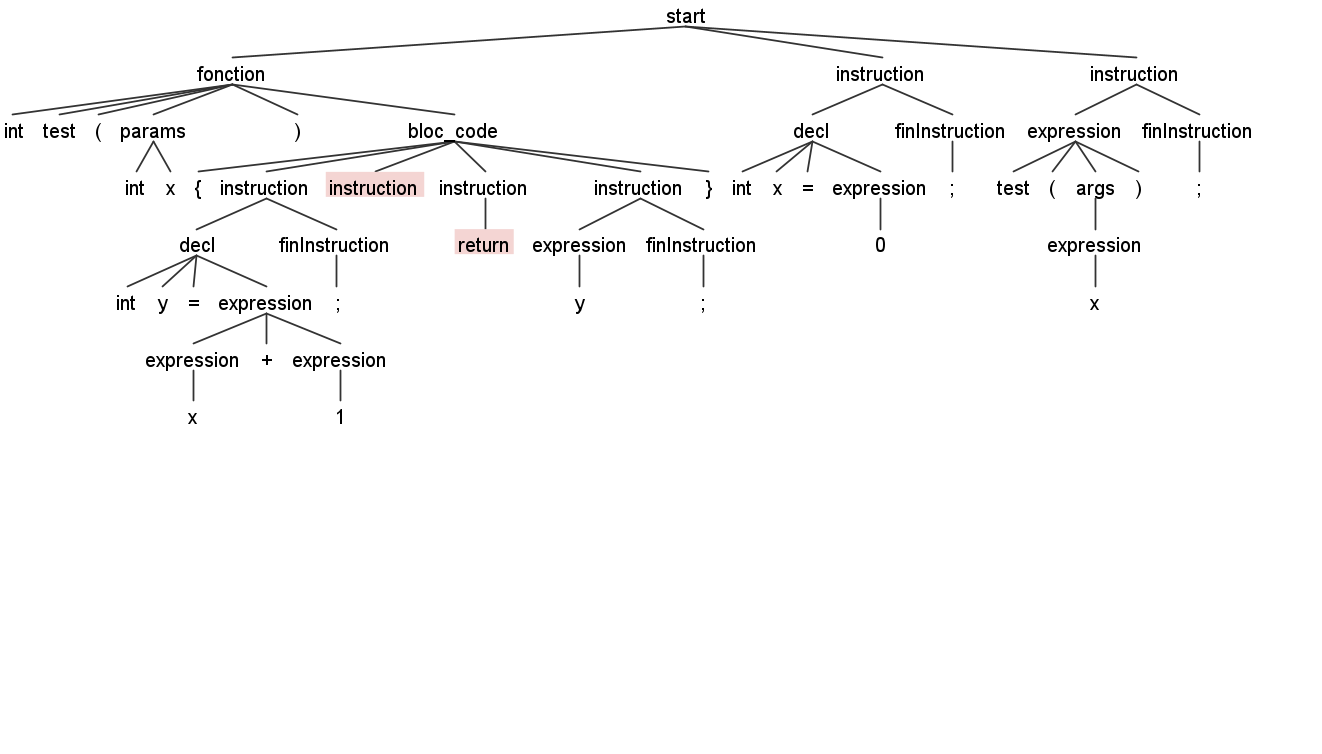 start
fonction instruction instruction
int test ( params ) bloc_code decl finInstruction expression finInstruction
int x { instruction instruction instruction instruction } int x = expression ; test ( args ) ;
decl finInstruction return expression finInstruction 0 expression
int y = expression ; y ; x
expression + expression
x 1